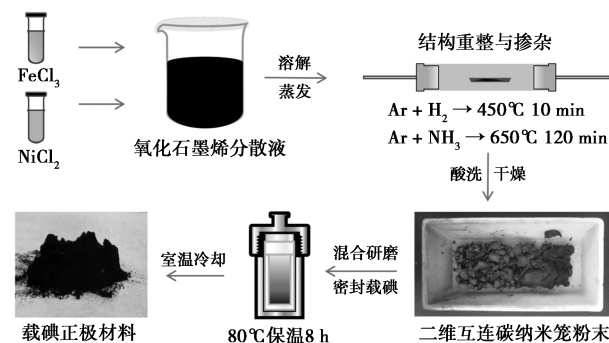 FeCl3
NiCl2
氧化石墨烯分散液
溶解
蒸发
结构重整与掺杂
Ar + H2 → 450℃ 10 min
Ar + NH3 → 650℃ 120 min
酸洗 干燥
二维互连碳纳米笼粉末
混合研磨
密封载碘
80℃保温8 h
室温冷却
载碘正极材料